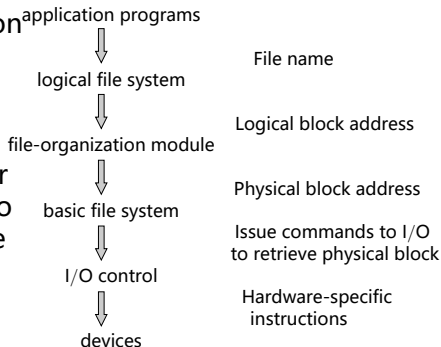 on
application programs
File name
logical file system
Logical block address
file-organization module
r
Physical block address
o
basic file system
e
Issue commands to I/O
to retrieve physical block
I/O control
Hardware-specific
instructions
devices